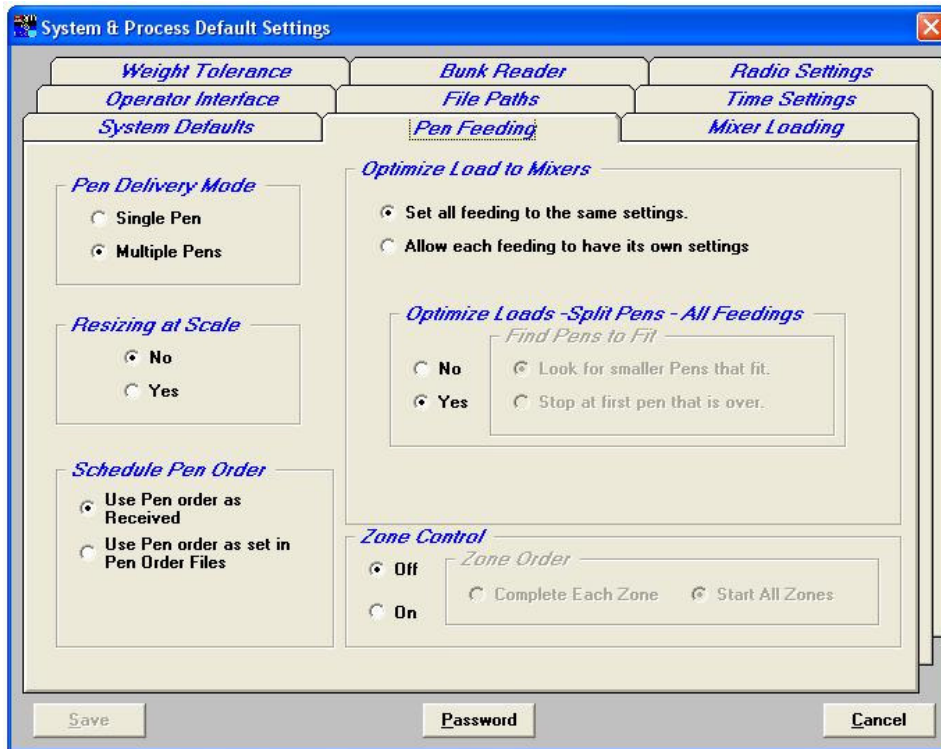 System & Process Default Settings
Weight Tolerance
Bunk Reader
Radio Settings
Operator Interface
File Paths
Time Settings
System Defaults
Pen Feeding
Mixer Loading
Pen Delivery Mode
Single Pen
Multiple Pens
Resizing at Scale
No
Yes
Schedule Pen Order
Use Pen order as
Received
Use Pen order as set in
Pen Order Files
Optimize Load to Mixers
Set all feeding to the same settings.
Allow each feeding to have its own settings
Optimize Loads -Split Pens - All Feedings
No
Yes
Find Pens to Fit
Look for smaller Pens that fit.
Stop at first pen that is over.
Zone Control
Off
On
Zone Order
Complete Each Zone
Start All Zones
Save
Password
Cancel